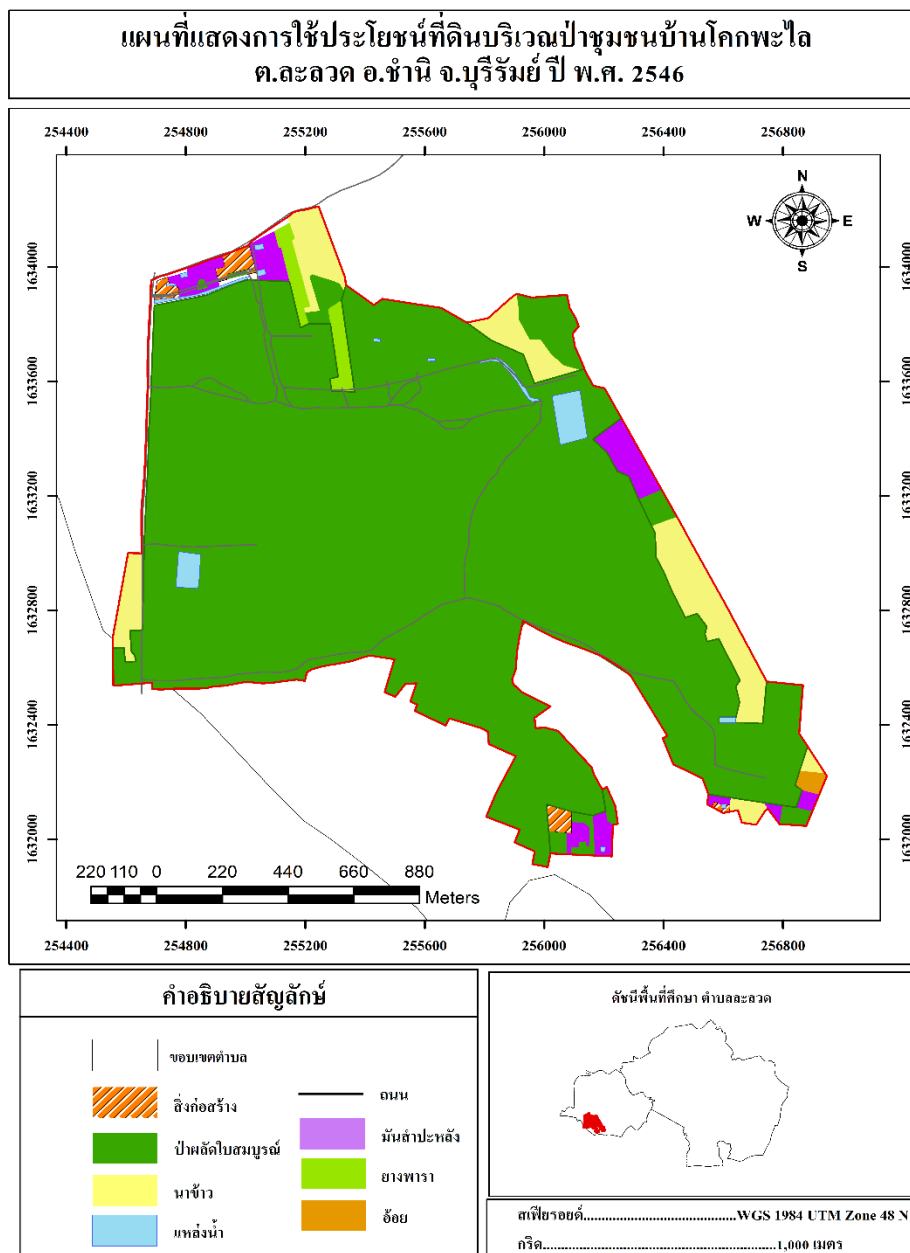 แผนที่แสดงการใช้ประโยชน์ที่ดินบริเวณป่าชุมชนบ้านโคกพะไล
ต.ละลวด อ.ชำนิ จ.บุรีรัมย์ ปี พ.ศ. 2546
254400 254800 255200 255600 256000 256400 256800
N
W E
S
1634000 1634000
1633600 1633600
1633200 1633200
1632800 1632800
1632400 1632400
1632000 1632000
220 110 0 220 440 660 880
Meters
254400 254800 255200 255600 256000 256400 256800
คำอธิบายสัญลักษ์
ขอบเขตตำบล
สิ่งก่อสร้าง
ป่าผลัดใบสมบูรณ์
นาข้าว
แหล่งน้ำ
ถนน
มันสำปะหลัง
ยางพารา
อ้อย
ดัชนีพื้นที่ศึกษา ตำบลละลวด
สเฟียรอยด์........................................WGS 1984 UTM Zone 48 N
กริด..............................................................1,000 เมตร